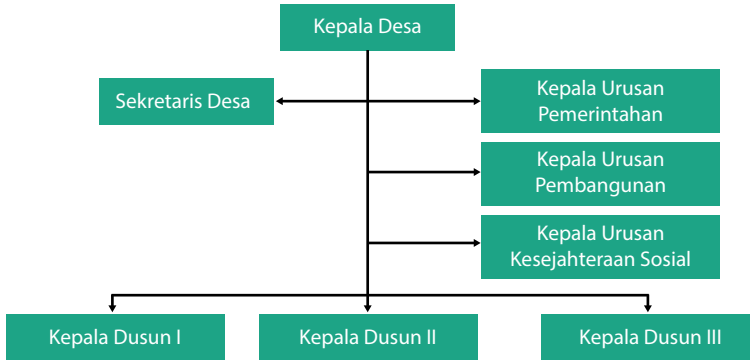 Kepala Desa
Sekretaris Desa
Kepala Urusan
Pemerintahan
Kepala Urusan
Pembangunan
Kepala Urusan
Kesejahteraan Sosial
Kepala Dusun I
Kepala Dusun II
Kepala Dusun III